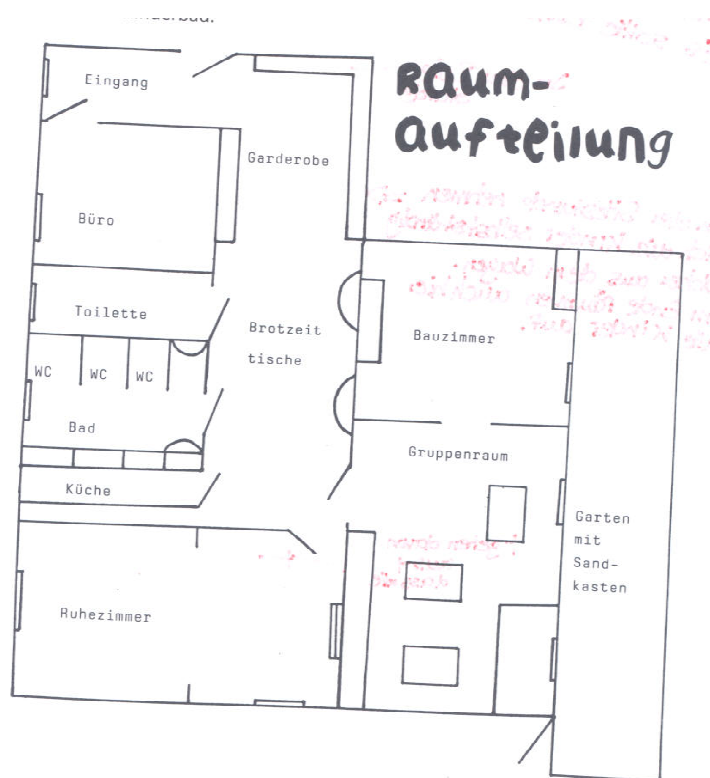 Raum-
aufteilung
Eingang
Garderobe
Büro
Toilette
Brotzeit
tische
Bauzimmer
WC
WC
WC
Bad
Gruppenraum
Küche
Garten
mit
Sand-
kasten
Ruhezimmer